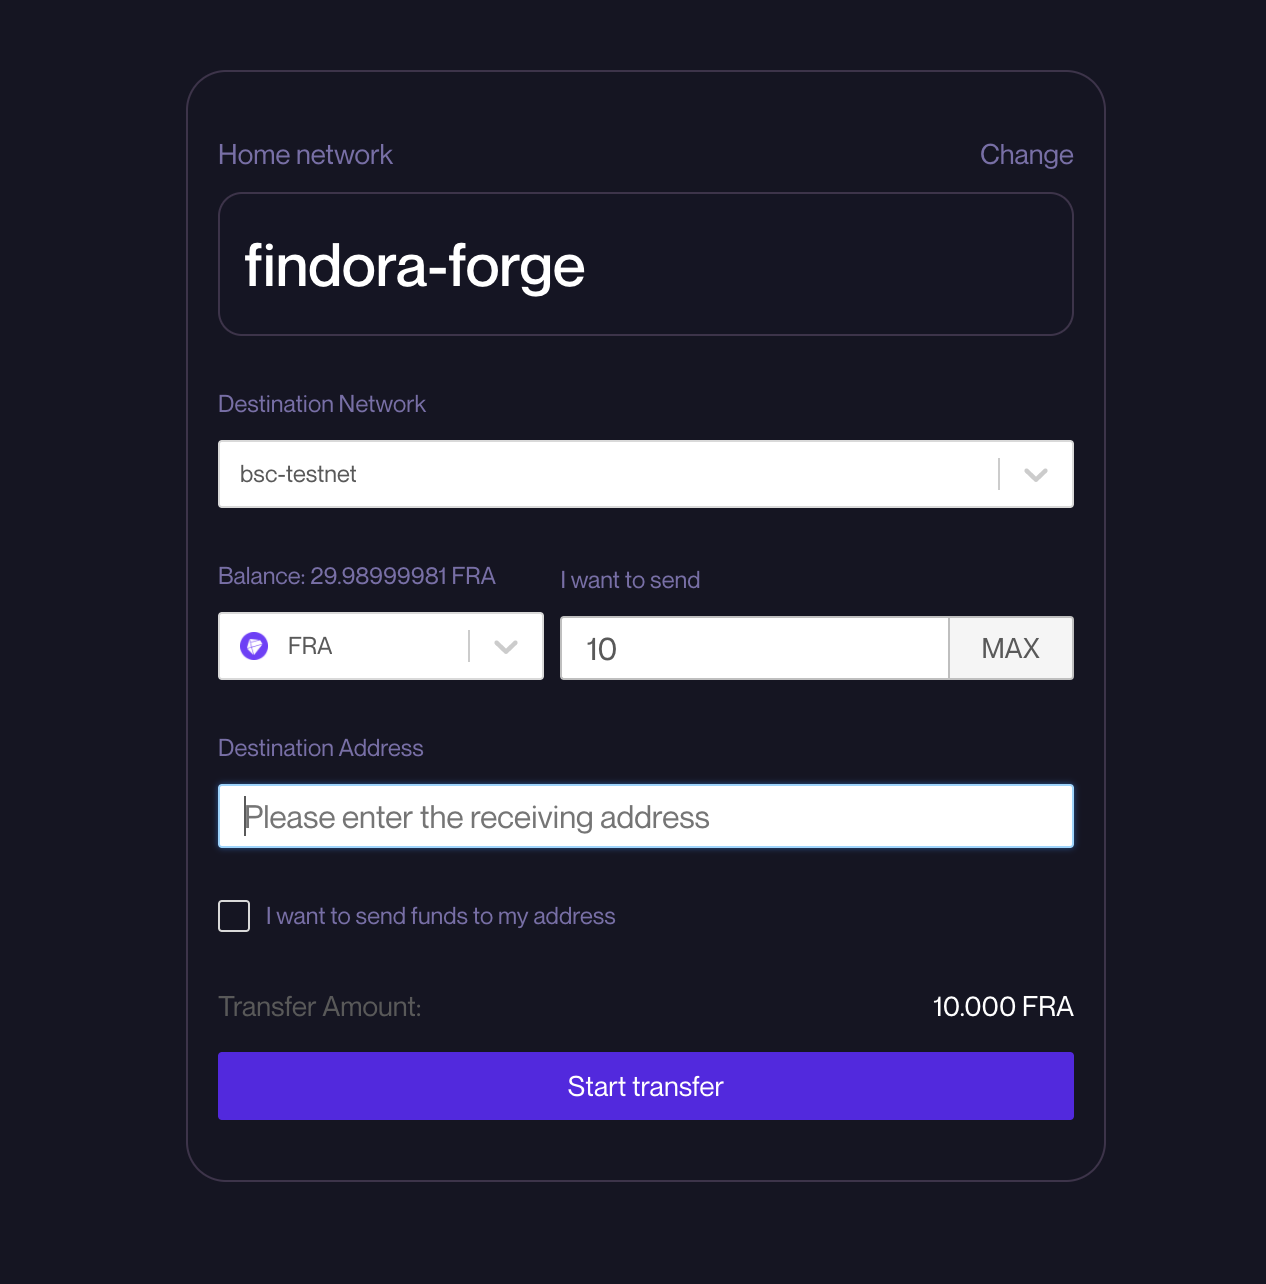 Home network
Change
findora-forge
Destination Network
bsc-testnet
Balance: 29.98999981 FRA
I want to send
FRA
10
MAX
Destination Address
Please enter the receiving address
I want to send funds to my address
Transfer Amount:
10.000 FRA
Start transfer